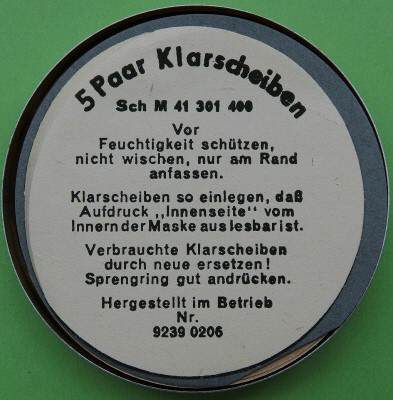 5 Paar Klarscheiben
Sch M 41 301 400
Vor
Feuchtigkeit schützen,
nicht wischen, nur am Rand
anfassen.
Klarscheiben so einlegen, daß
Aufdruck „Innenseite" vom
Innern der Maske aus lesbar ist.
Verbrauchte Klarscheiben
durch neue ersetzen!
Sprengring gut andrücken.
Hergestellt im Betrieb
Nr.
9239 0206